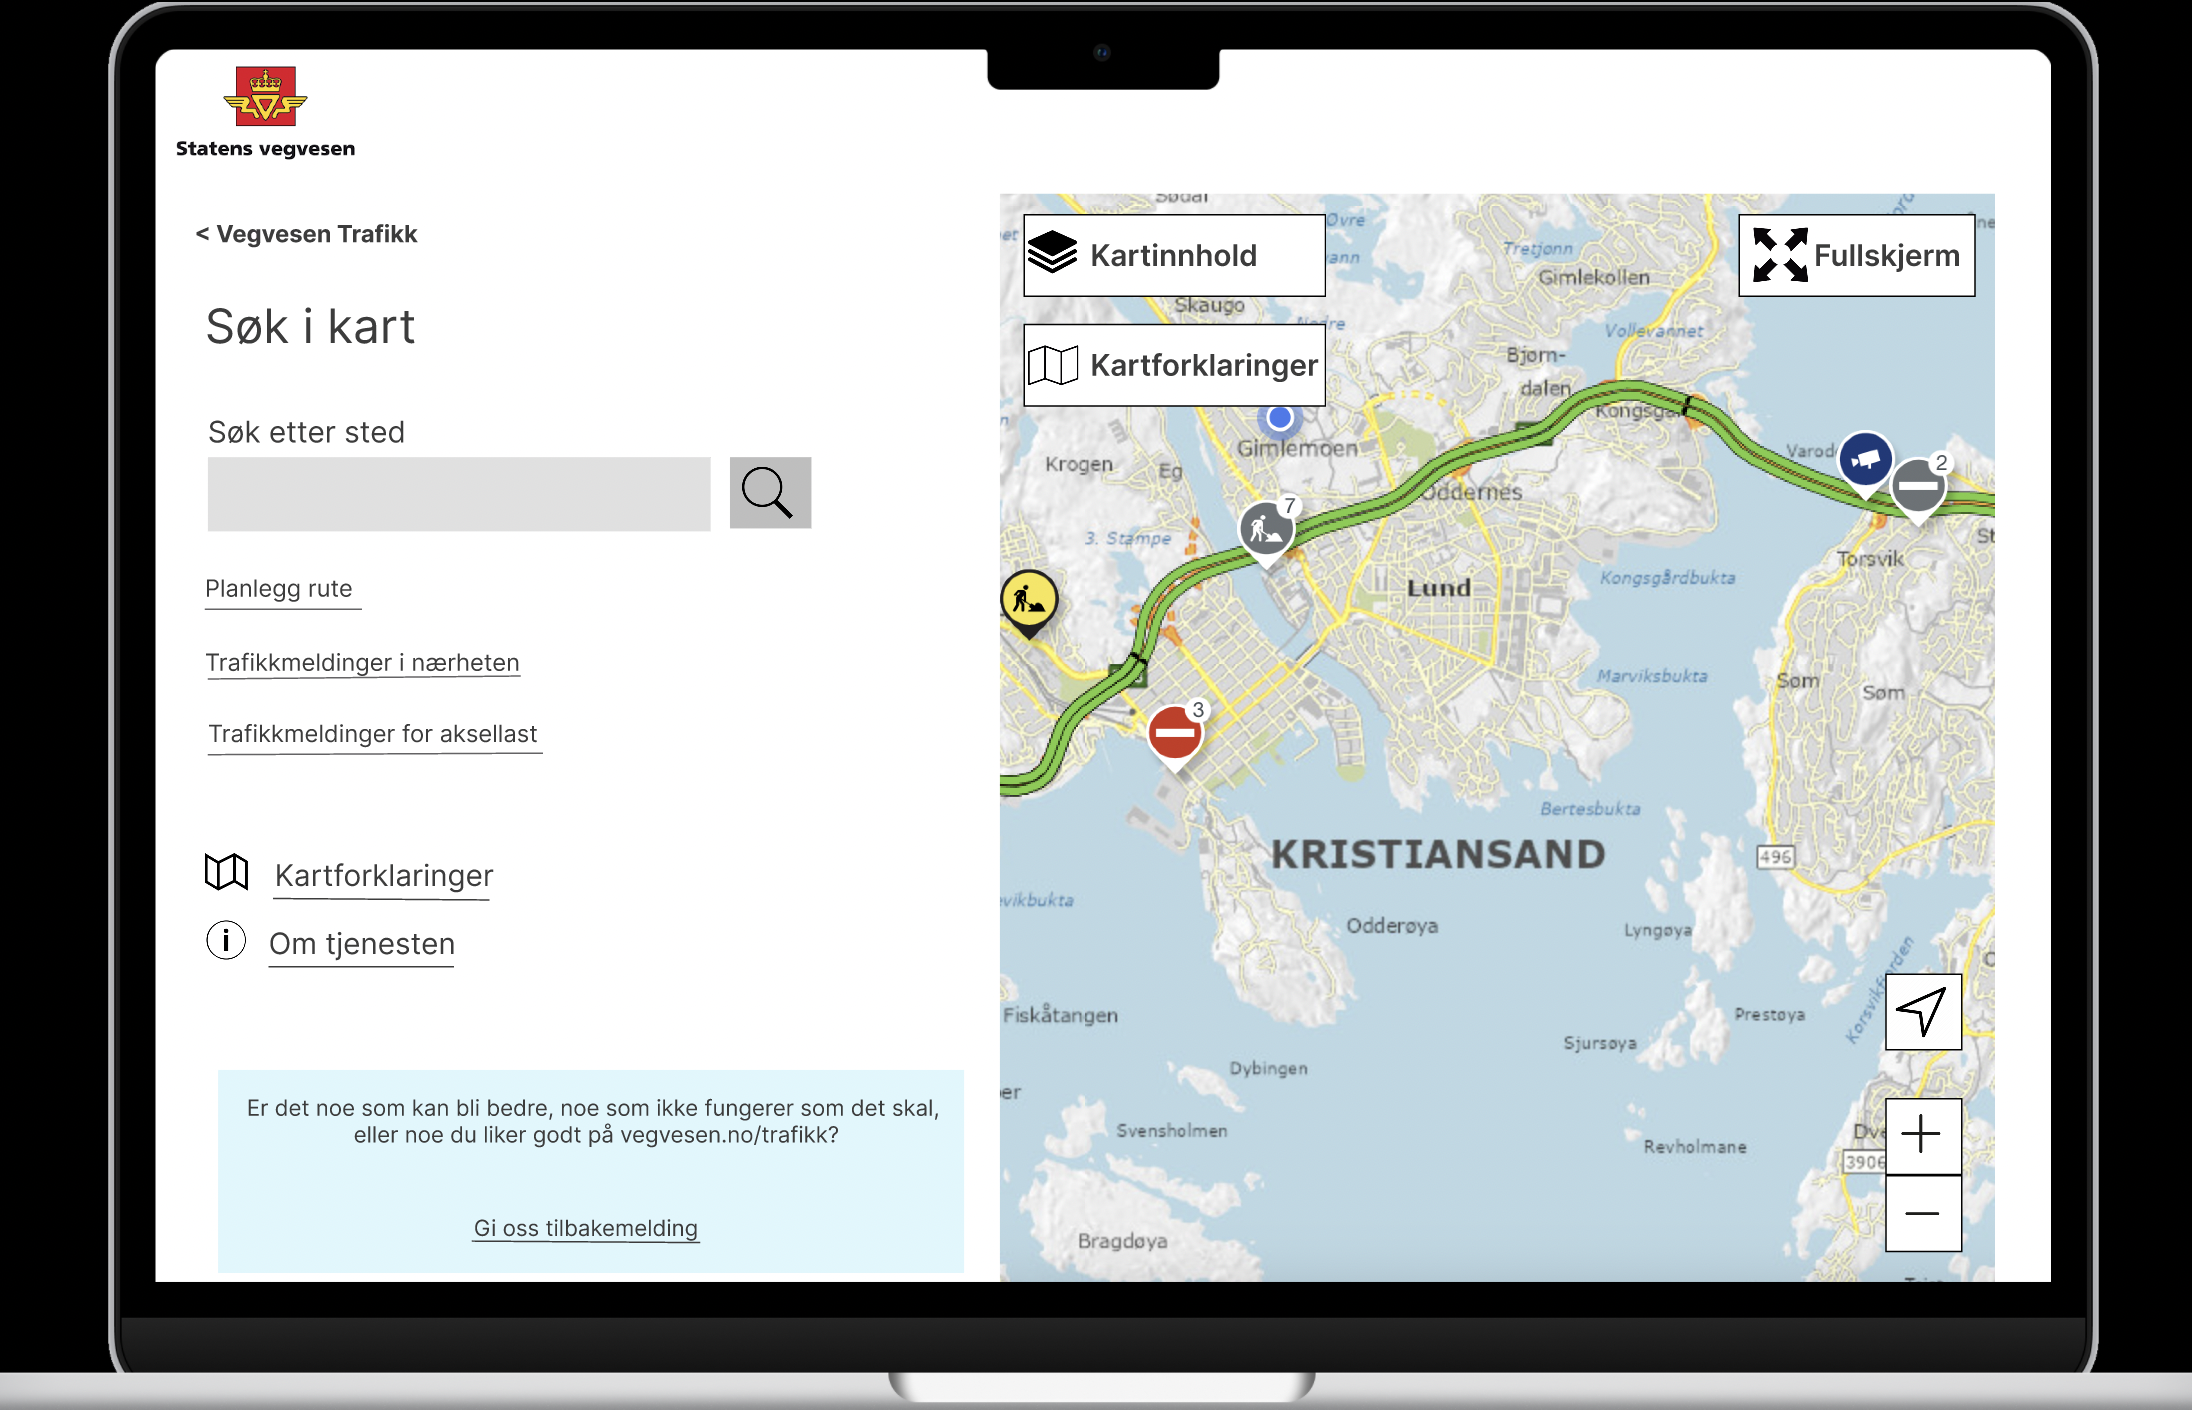 Statens vegvesen
< Vegvesen Trafikk
Søk i kart
Søk etter sted
Planlegg rute
Trafikkmeldinger i nærheten
Trafikkmeldinger for aksellast
Kartforklaringer
Om tjenesten
Er det noe som kan bli bedre, noe som ikke fungerer som det skal,
eller noe du liker godt på vegvesen.no/trafikk?
Gi oss tilbakemelding
Kartinnhold
Kartforklaringer
Fullskjerm
Øvre
Tretjønn
Gimlekollen
Skaugo
Vollevannet
Bjørn-
dalen
Gimlemoen
Krogen
Eg
Varod
2
Oddernes
7
3. Stampe
Torsvik
St
Kongsgårdbukta
Lund
Marviksbukta
Søm
Søm
3
Bertesbukta
KRISTIANSAND
496
vikbukta
Odderøya
Lyngøya
Fiskåtangen
Prestøya
Sjursøya
Dybingen
Svensholmen
Revholmane
3906
Bragdøya